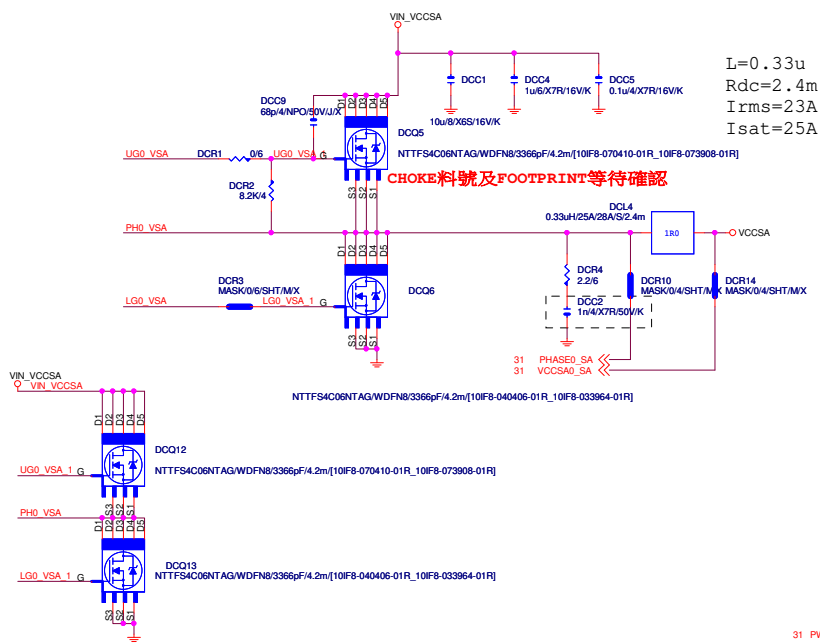 VIN_VCCSA
L=0.33u
Rdc=2.4m
Irms=23A
Isat=25A
DCC1
10u/8/X6S/16V/K
DCC4
1u/6/X7R/16V/K
DCC5
0.1u/4/X7R/16V/K
DCC9
68p/4/NPO/50V/J/X
D1 D2 D3 D4 D5
DCQ5
NTTFS4C06NTAG/WDFN8/3366pF/4.2m/[10IF8-070410-01R_10IF8-073908-01R]
UG0_VSA
DCR1
0/6
UG0_VSA_1
G
S3 S2 S1
DCR2
8.2K/4
CHOKE料號及FOOTPRINT等待確認
DCL4
0.33uH/25A/28A/S/2.4m
1R0
VCCSA
PH0_VSA
D1 D2 D3 D4 D5
DCQ6
LG0_VSA
DCR3
MASK/0/6/SHT/M/X
LG0_VSA_1
G
S3 S2 S1
DCR4
2.2/6
DCC2
1n/4/X7R/50V/K
DCR10
MASK/0/4/SHT/M/X
DCR14
MASK/0/4/SHT/M/X
31 PHASE0_SA
31 VCCSA0_SA
NTTFS4C06NTAG/WDFN8/3366pF/4.2m/[10IF8-040406-01R_10IF8-033964-01R]
VIN_VCCSA
VIN_VCCSA
D1 D2 D3 D4 D5
DCQ12
NTTFS4C06NTAG/WDFN8/3366pF/4.2m/[10IF8-070410-01R_10IF8-073908-01R]
UG0_VSA_1
G
S3 S2 S1
PH0_VSA
D1 D2 D3 D4 D5
DCQ13
NTTFS4C06NTAG/WDFN8/3366pF/4.2m/[10IF8-040406-01R_10IF8-033964-01R]
LG0_VSA_1
G
S3 S2 S1
31